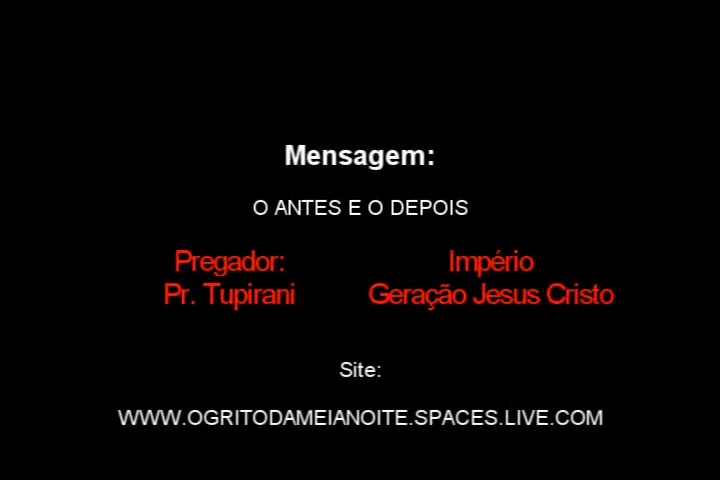 Mensagem:
O ANTES E O DEPOIS
Pregador:
Pr. Tupirani
Império
Geração Jesus Cristo
Site:
WWW.OGRITODAMEIANOITE.SPACES.LIVE.COM